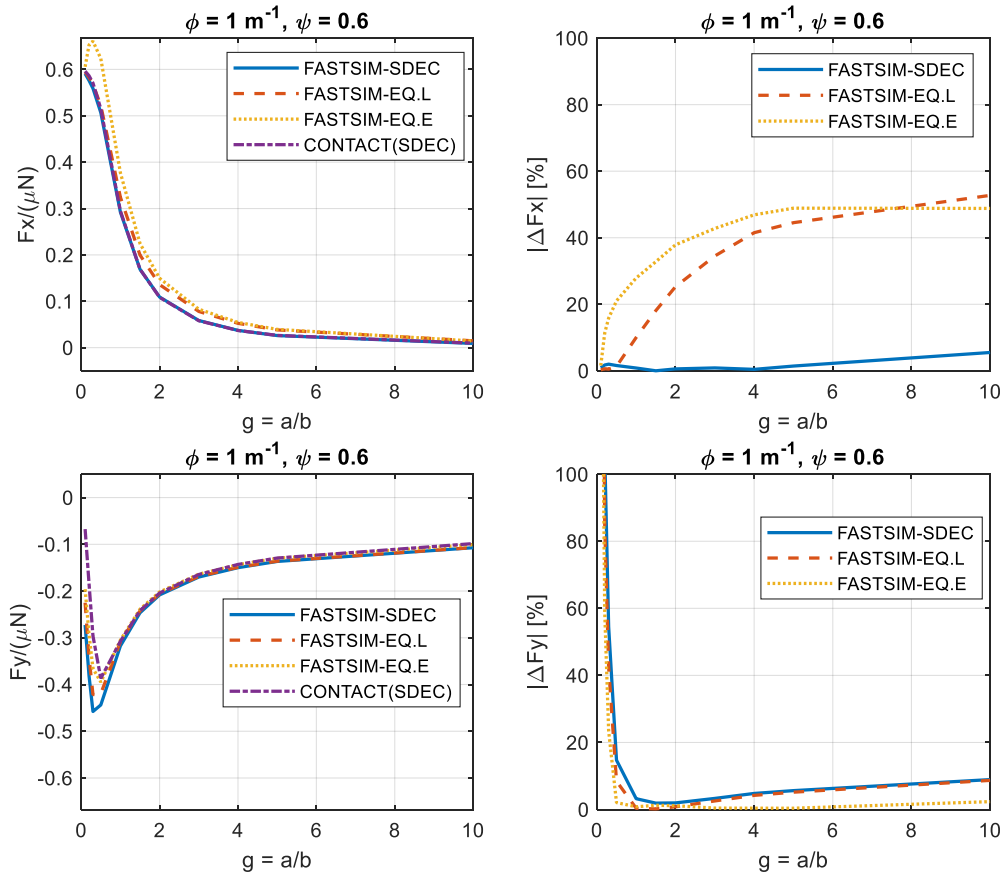 ϕ = 1 m⁻¹, ψ = 0.6
Fx/(μN)
0.6
0.5
0.4
0.3
0.2
0.1
0
FASTSIM-SDEC
FASTSIM-EQ.L
FASTSIM-EQ.E
CONTACT(SDEC)
0 2 4 6 8 10
g = a/b
ϕ = 1 m⁻¹, ψ = 0.6
|ΔFx| [%]
100
80
60
40
20
0
FASTSIM-SDEC
FASTSIM-EQ.L
FASTSIM-EQ.E
0 2 4 6 8 10
g = a/b
ϕ = 1 m⁻¹, ψ = 0.6
Fy/(μN)
0
-0.1
-0.2
-0.3
-0.4
-0.5
-0.6
FASTSIM-SDEC
FASTSIM-EQ.L
FASTSIM-EQ.E
CONTACT(SDEC)
0 2 4 6 8 10
g = a/b
ϕ = 1 m⁻¹, ψ = 0.6
|ΔFy| [%]
100
80
60
40
20
0
FASTSIM-SDEC
FASTSIM-EQ.L
FASTSIM-EQ.E
0 2 4 6 8 10
g = a/b